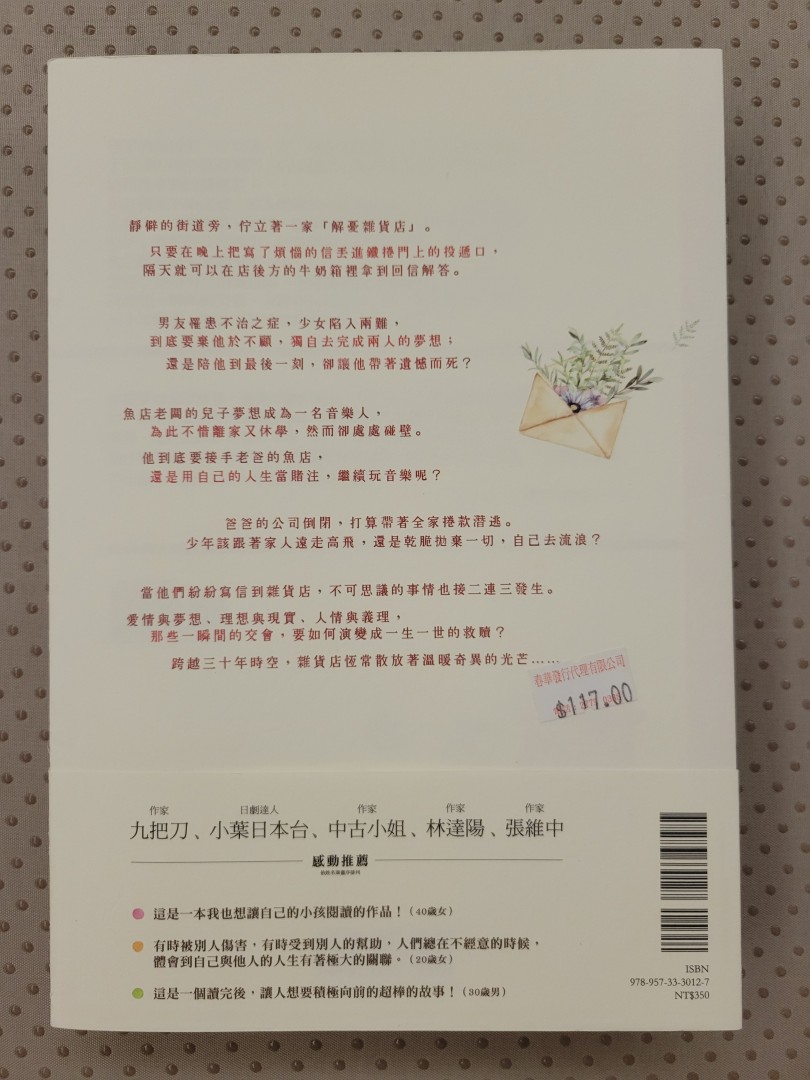 靜僻的街道旁，佇立著一家「解憂雜貨店」。
只要在晚上把寫了煩惱的信丟進鐵捲門上的投遞口，
隔天就可以在店後方的牛奶箱裡拿到回信解答。
男友罹患不治之症，少女陷入兩難，
到底要棄他於不顧，獨自去完成兩人的夢想；
還是陪他到最後一刻，卻讓他帶著遺憾而死？
魚店老闆的兒子夢想成為一名音樂人，
為此不惜離家又休學，然而卻處處碰壁。
他到底要接手老爸的魚店，
還是用自己的人生當賭注，繼續玩音樂呢？
爸爸的公司倒閉，打算帶著全家捲款潛逃。
少年該跟著家人遠走高飛，還是乾脆拋棄一切，自己去流浪？
當他們紛紛寫信到雜貨店，不可思議的事情也接二連三發生。
愛情與夢想、理想與現實、人情與義理，
那些一瞬間的交會，要如何演變成一生一世的救贖？
跨越三十年時空，雜貨店恆常散放著溫暖奇異的光芒……
春華發行代理有限公司
$117.00
作家 日劇達人 作家 作家 作家
九把刀、小葉日本台、中古小姐、林達陽、張維中
感動推薦
依姓名筆畫序排列
這是一本我也想讓自己的小孩閱讀的作品！（40歲女）
有時被別人傷害，有時受到別人的幫助，人們總在不經意的時候，
體會到自己與他人的人生有著極大的關聯。（20歲女）
這是一個讀完後，讓人想要積極向前的超棒的故事！（30歲男）
ISBN
978-957-33-3012-7
NT$350